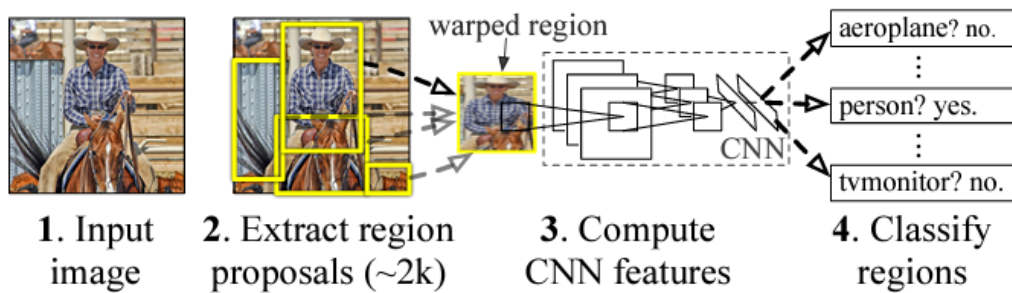 warped region
aeroplane? no.
⋮
person? yes.
CNN
⋮
tvmonitor? no.
1. Input
image
2. Extract region
proposals (~2k)
3. Compute
CNN features
4. Classify
regions